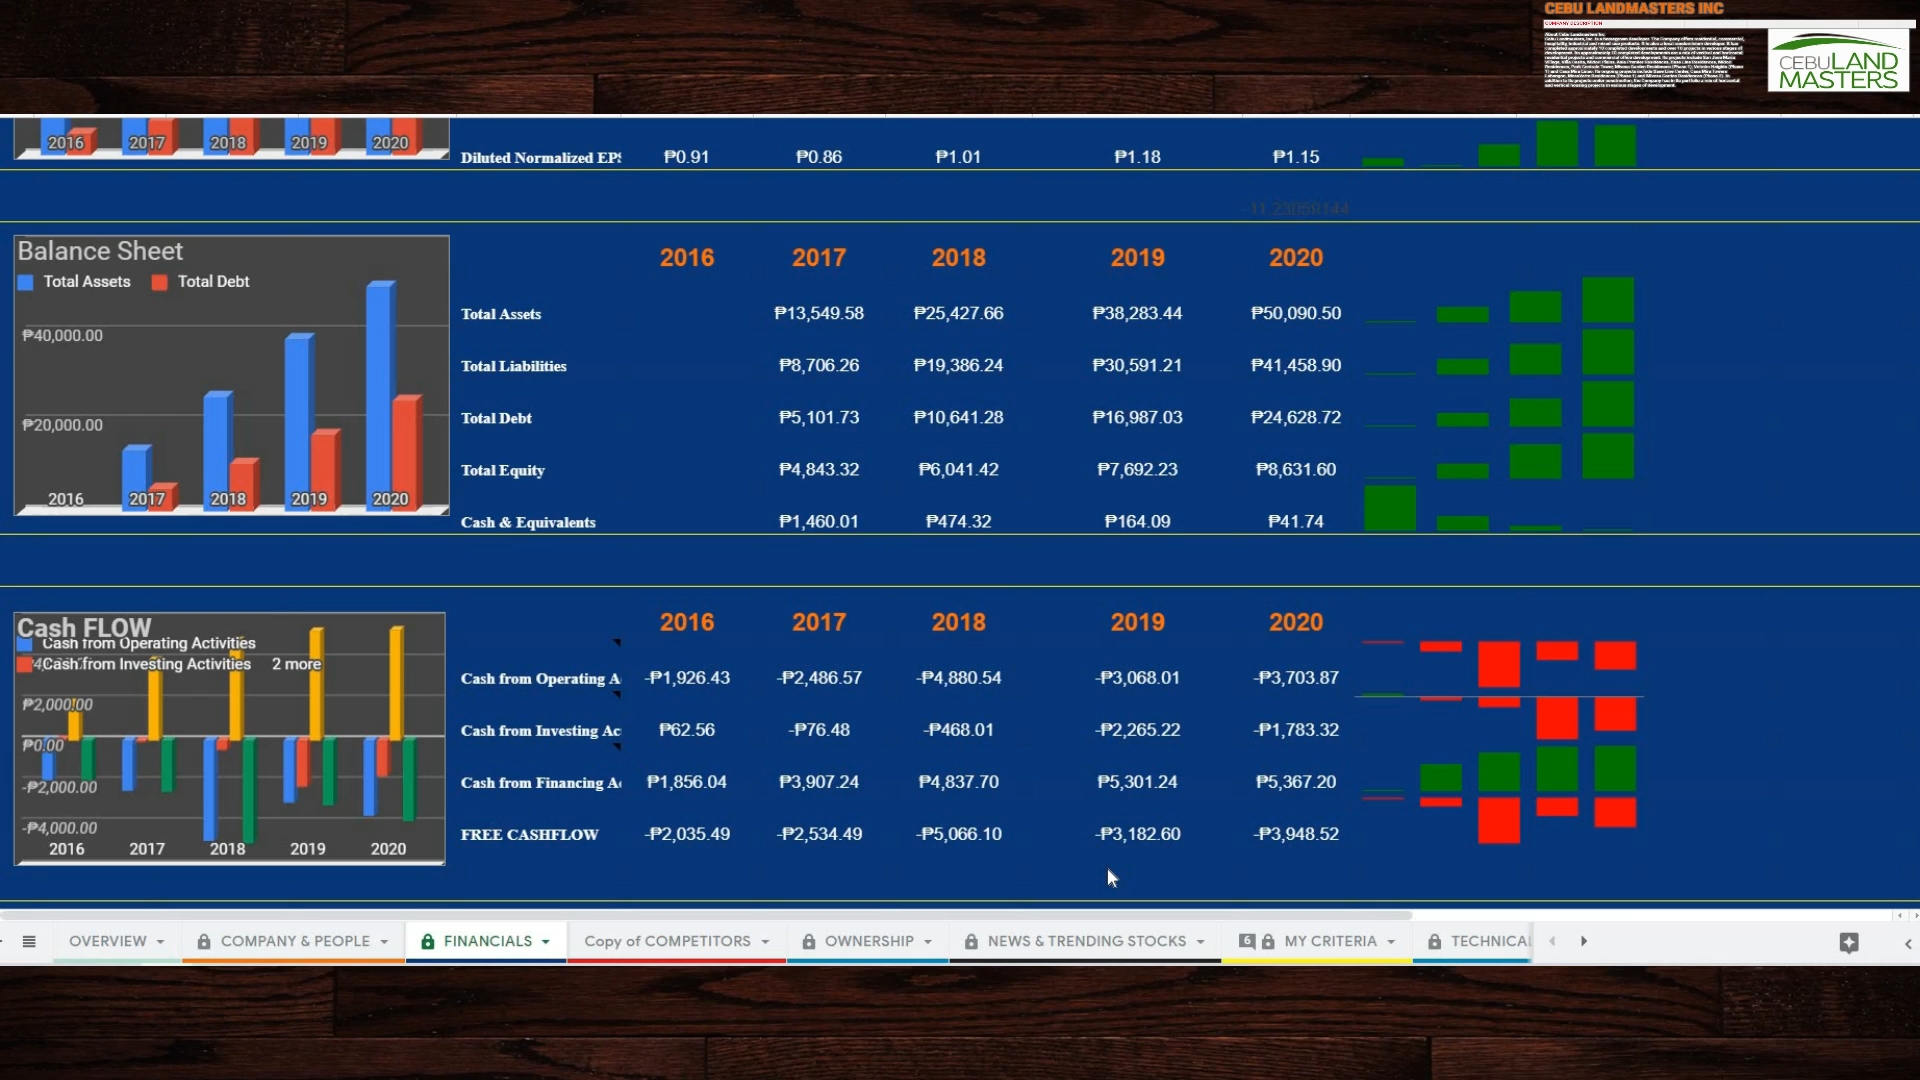 CEBU LANDMASTERS INC
COMPANY DESCRIPTION
About Cebu Landmasters Inc
CEBU LAND
MASTERS
2016 2017 2018 2019 2020
Diluted Normalized EPS ₱0.91 ₱0.86 ₱1.01 ₱1.18 ₱1.15
Balance Sheet
Total Assets Total Debt
₱40,000.00
₱20,000.00
2016 2017 2018 2019 2020
2016 2017 2018 2019 2020
Total Assets ₱13,549.58 ₱25,427.66 ₱38,283.44 ₱50,090.50
Total Liabilities ₱8,706.26 ₱19,386.24 ₱30,591.21 ₱41,458.90
Total Debt ₱5,101.73 ₱10,641.28 ₱16,987.03 ₱24,628.72
Total Equity ₱4,843.32 ₱6,041.42 ₱7,692.23 ₱8,631.60
Cash & Equivalents ₱1,460.01 ₱474.32 ₱164.09 ₱41.74
Cash FLOW
Cash from Operating Activities
Cash from Investing Activities 2 more
₱2,000.00
₱0.00
-₱2,000.00
-₱4,000.00
2016 2017 2018 2019 2020
2016 2017 2018 2019 2020
Cash from Operating A -₱1,926.43 -₱2,486.57 -₱4,880.54 -₱3,068.01 -₱3,703.87
Cash from Investing Ac ₱62.56 -₱76.48 -₱468.01 -₱2,265.22 -₱1,783.32
Cash from Financing A ₱1,856.04 ₱3,907.24 ₱4,837.70 ₱5,301.24 ₱5,367.20
FREE CASHFLOW -₱2,035.49 -₱2,534.49 -₱5,066.10 -₱3,182.60 -₱3,948.52
OVERVIEW COMPANY & PEOPLE FINANCIALS Copy of COMPETITORS OWNERSHIP NEWS & TRENDING STOCKS 6 MY CRITERIA TECHNICAL